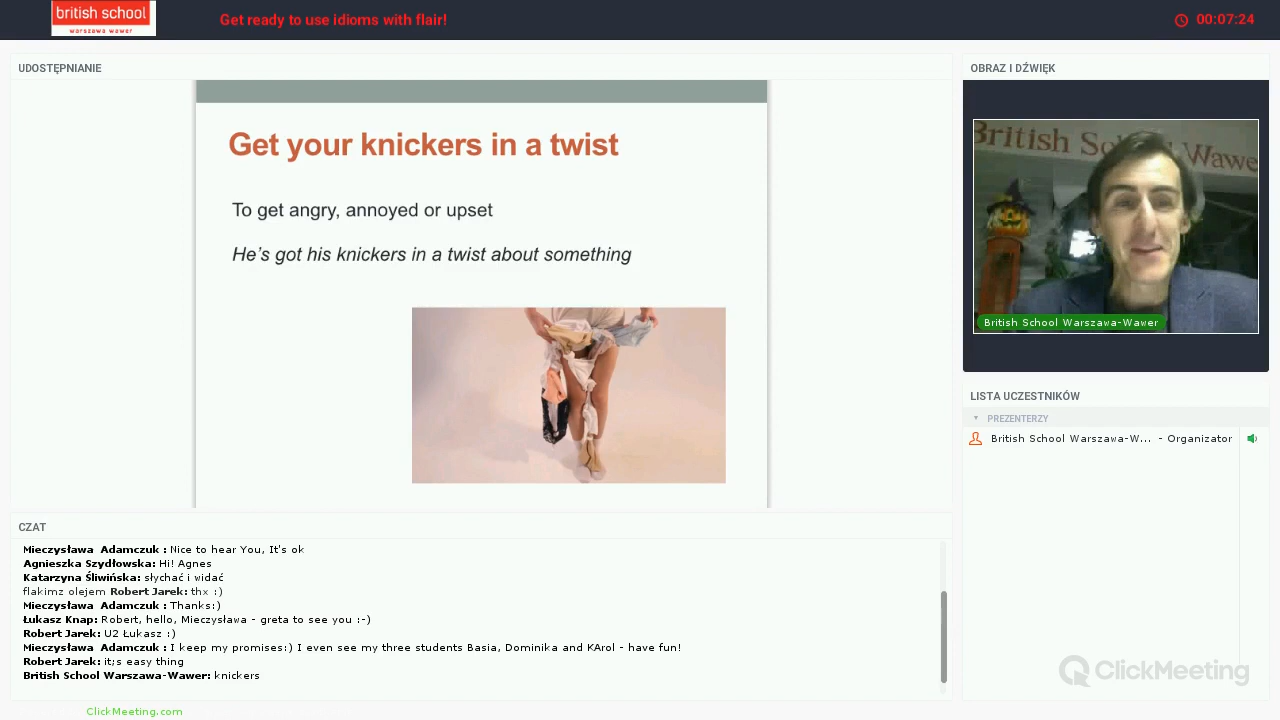 british school
warszawa wawer
Get ready to use idioms with flair!
00:07:24
UDOSTĘPNIANIE
Get your knickers in a twist
To get angry, annoyed or upset
He's got his knickers in a twist about something
OBRAZ I DŹWIĘK
British School Wawe
British School Warszawa-Wawer
LISTA UCZESTNIKÓW
PREZENTERZY
British School Warszawa-W... - Organizator
CZAT
Mieczysława Adamczuk : Nice to hear You, It's ok
Agnieszka Szydłowska: Hi! Agnes
Katarzyna Śliwińska: słychać i widać
flakimz olejem Robert Jarek: thx :)
Mieczysława Adamczuk : Thanks:)
Łukasz Knap: Robert, hello, Mieczysława - greta to see you :-)
Robert Jarek: U2 Łukasz :)
Mieczysława Adamczuk : I keep my promises:) I even see my three students Basia, Dominika and KArol - have fun!
Robert Jarek: it;s easy thing
British School Warszawa-Wawer: knickers
ClickMeeting
ClickMeeting.com